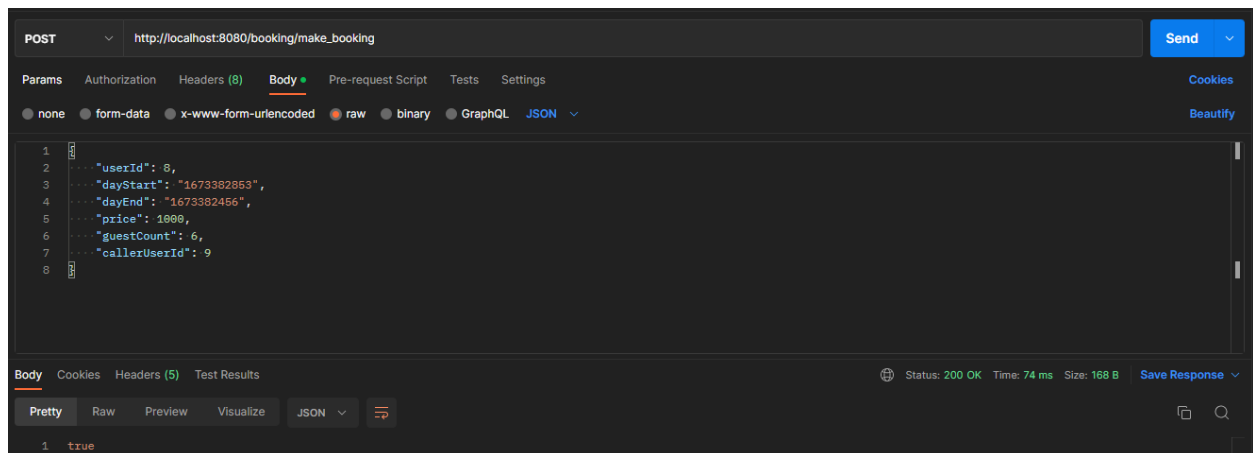 POST http://localhost:8080/booking/make_booking Send
Params Authorization Headers (8) Body Pre-request Script Tests Settings Cookies
none form-data x-www-form-urlencoded raw binary GraphQL JSON Beautify
1 {
2 "userId": 8,
3 "dayStart": "1673382853",
4 "dayEnd": "1673382456",
5 "price": 1000,
6 "guestCount": 6,
7 "callerUserId": 9
8 }
Body Cookies Headers (5) Test Results Status: 200 OK Time: 74 ms Size: 168 B Save Response
Pretty Raw Preview Visualize JSON
1 true